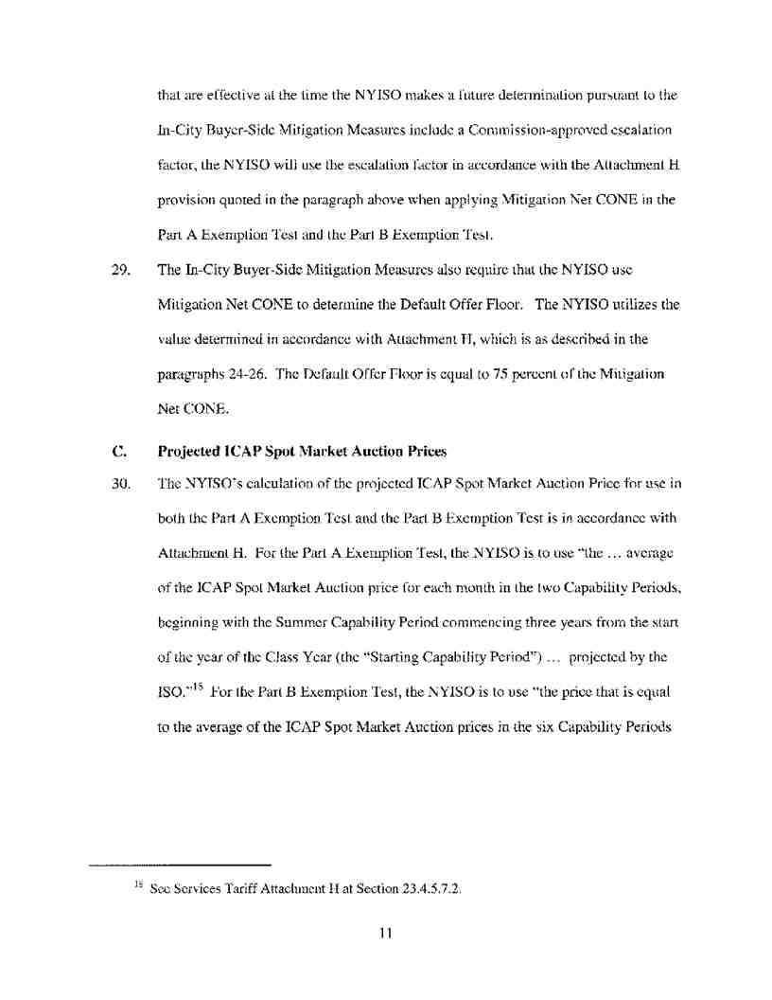 that are effective at the time the NYISO makes a future determination pursuant to the
In-City Buyer-Side Mitigation Measures include a Commission-approved escalation
factor, the NYISO will use the escalation factor in accordance with the Attachment H
provision quoted in the paragraph above when applying Mitigation Net CONE in the
Part A Exemption Test and the Part B Exemption Test.
29. The In-City Buyer-Side Mitigation Measures also require that the NYISO use
Mitigation Net CONE to determine the Default Offer Floor. The NYISO utilizes the
value determined in accordance with Attachment H, which is as described in the
paragraphs 24-26. The Default Offer Floor is equal to 75 percent of the Mitigation
Net CONE.
C. Projected ICAP Spot Market Auction Prices
30. The NYISO's calculation of the projected ICAP Spot Market Auction Price for use in
both the Part A Exemption Test and the Part B Exemption Test is in accordance with
Attachment H. For the Part A Exemption Test, the NYISO is to use "the … average
of the ICAP Spot Market Auction price for each month in the two Capability Periods,
beginning with the Summer Capability Period commencing three years from the start
of the year of the Class Year (the "Starting Capability Period") … projected by the
ISO."18 For the Part B Exemption Test, the NYISO is to use "the price that is equal
to the average of the ICAP Spot Market Auction prices in the six Capability Periods
18 See Services Tariff Attachment H at Section 23.4.5.7.2.
11